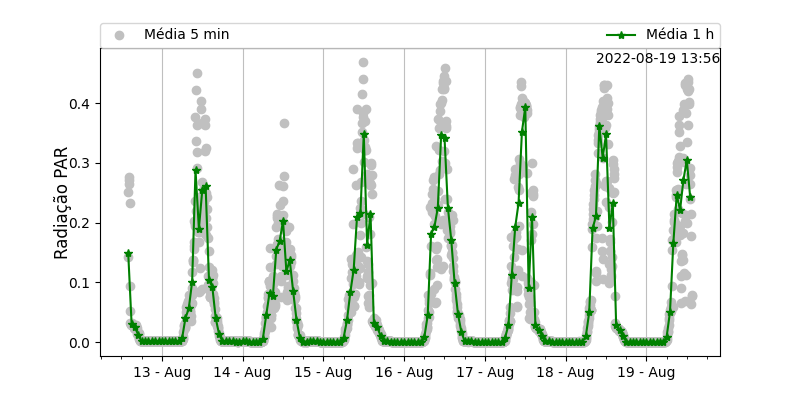 Média 5 min
Média 1 h
2022-08-19 13:56
Radiação PAR
0.4
0.3
0.2
0.1
0.0
13 - Aug
14 - Aug
15 - Aug
16 - Aug
17 - Aug
18 - Aug
19 - Aug